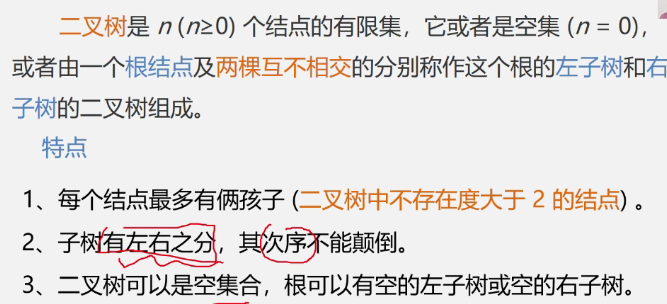 二叉树是 n (n≥0) 个结点的有限集，它或者是空集 (n = 0)，
或者由一个根结点及两棵互不相交的分别称作这个根的左子树和右
子树的二叉树组成。
特点
1、每个结点最多有俩孩子 (二叉树中不存在度大于 2 的结点) 。
2、子树有左右之分，其次序不能颠倒。
3、二叉树可以是空集合，根可以有空的左子树或空的右子树。